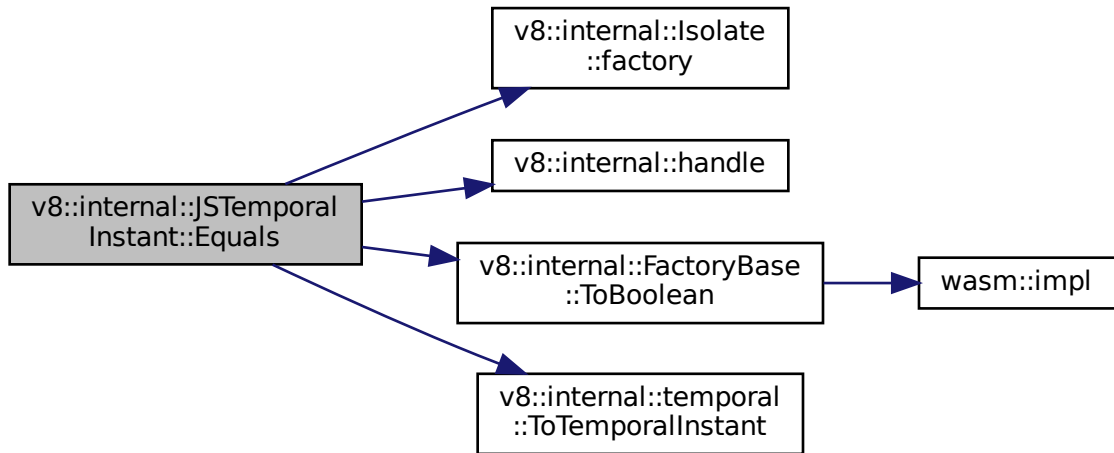 v8::internal::Isolate
::factory
v8::internal::handle
v8::internal::JSTemporal
Instant::Equals
v8::internal::FactoryBase
::ToBoolean
wasm::impl
v8::internal::temporal
::ToTemporalInstant